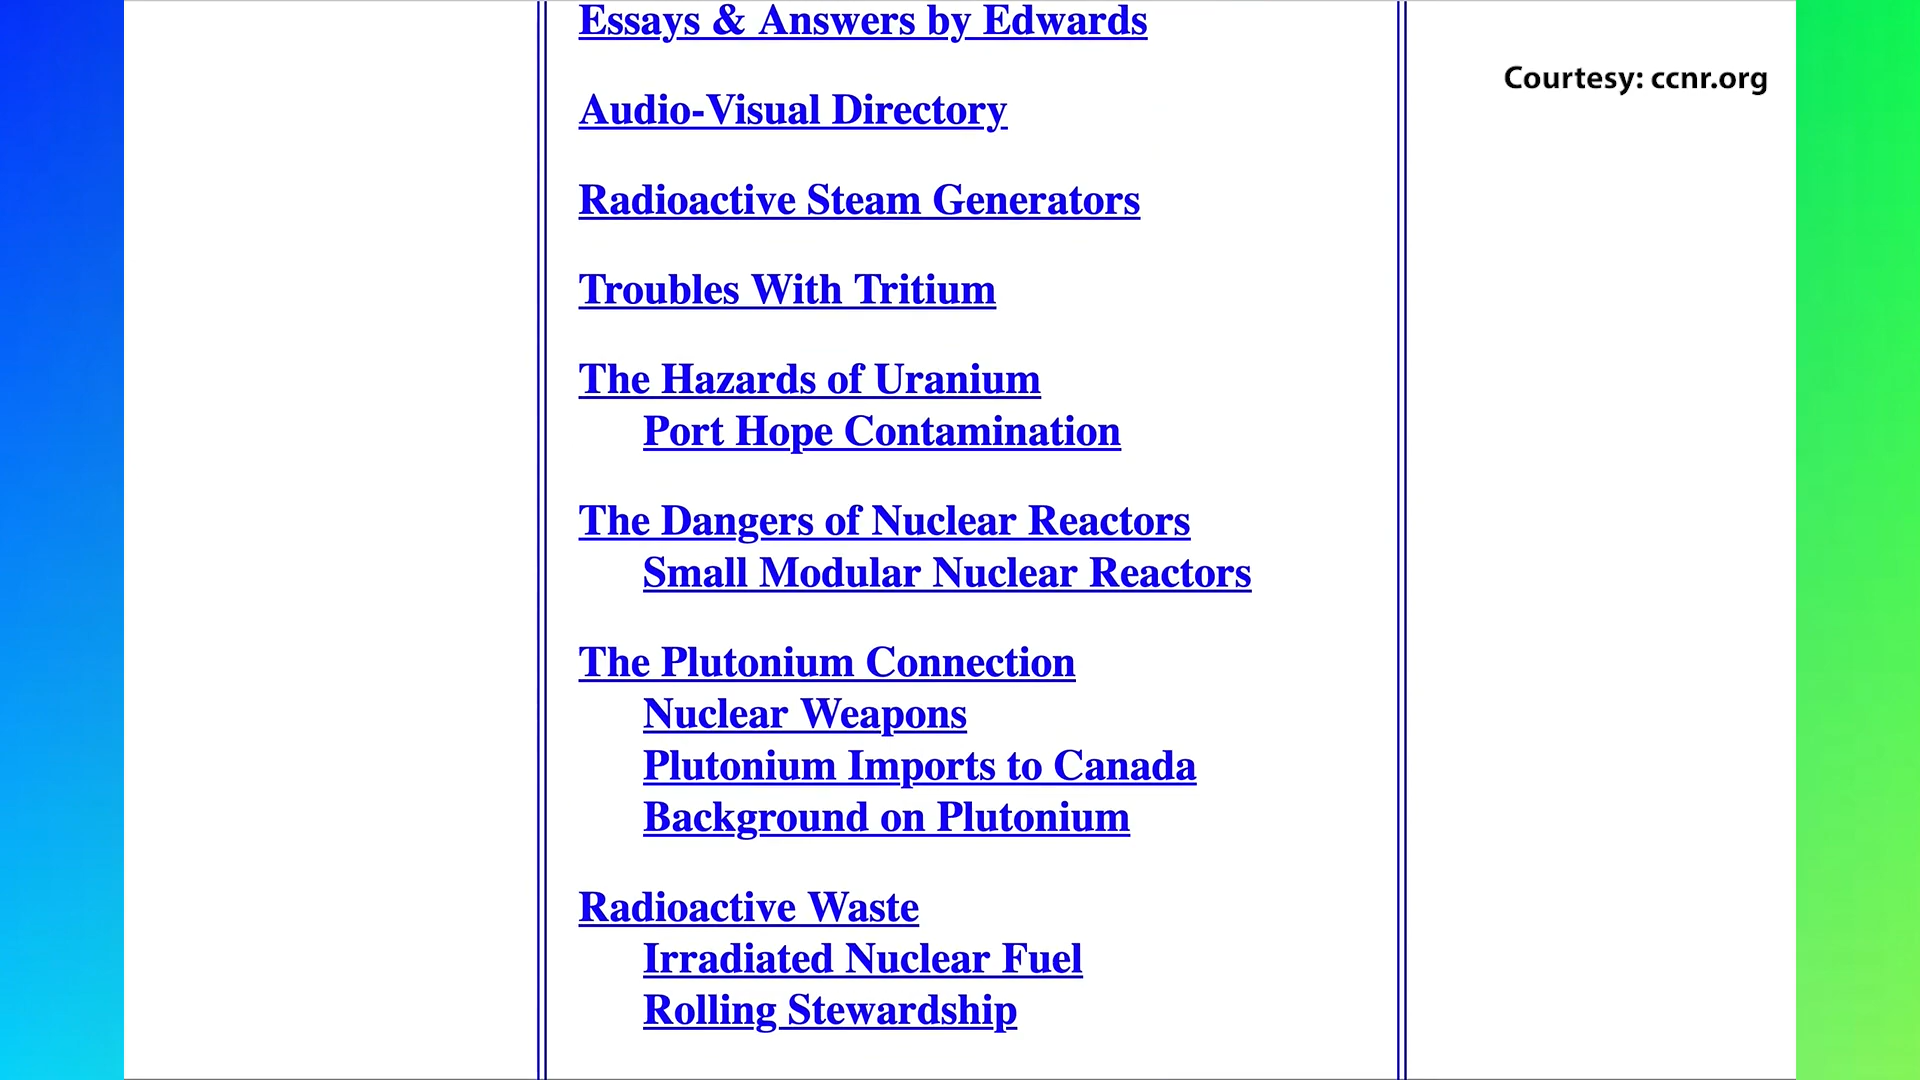 Essays & Answers by Edwards
Courtesy: ccnr.org
Audio-Visual Directory
Radioactive Steam Generators
Troubles With Tritium
The Hazards of Uranium
Port Hope Contamination
The Dangers of Nuclear Reactors
Small Modular Nuclear Reactors
The Plutonium Connection
Nuclear Weapons
Plutonium Imports to Canada
Background on Plutonium
Radioactive Waste
Irradiated Nuclear Fuel
Rolling Stewardship